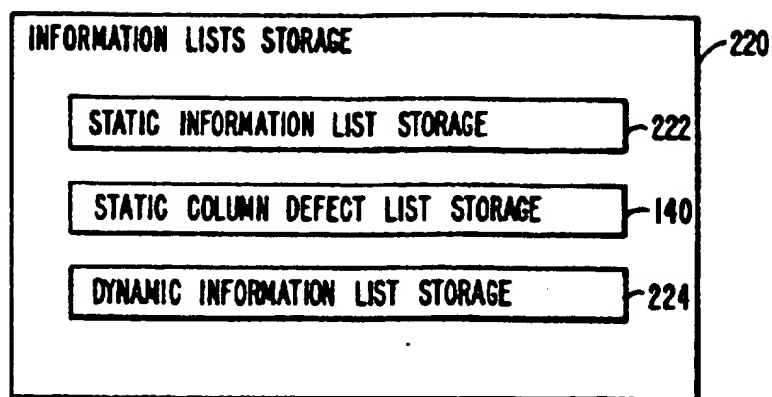 INFORMATION LISTS STORAGE
220
STATIC INFORMATION LIST STORAGE
222
STATIC COLUMN DEFECT LIST STORAGE
140
DYNAMIC INFORMATION LIST STORAGE
224